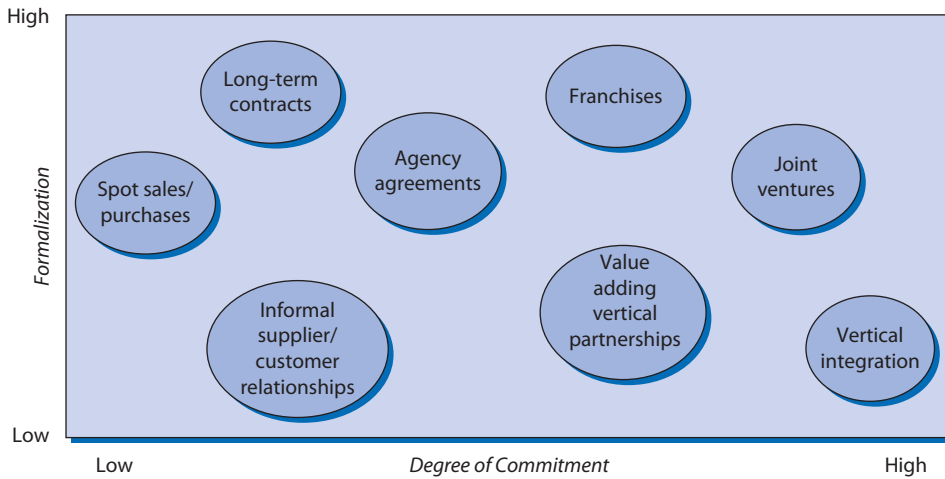 High
Long-term
contracts
Franchises
Agency
agreements
Joint
ventures
Spot sales/
purchases
Formalization
Value
adding
vertical
partnerships
Informal
supplier/
customer
relationships
Vertical
integration
Low
Low
Degree of Commitment
High